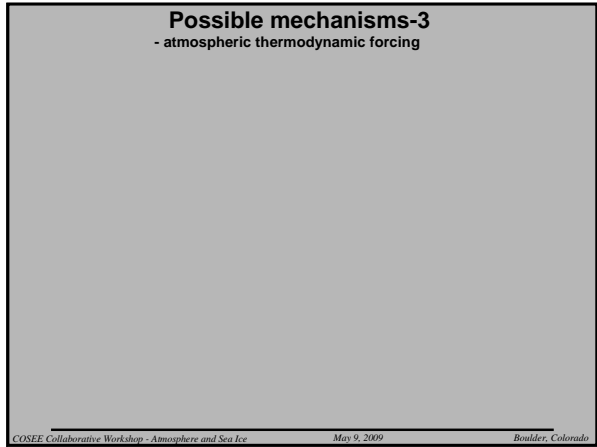 Possible mechanisms-3
- atmospheric thermodynamic forcing
COSEE Collaborative Workshop - Atmosphere and Sea Ice May 9, 2009 Boulder, Colorado